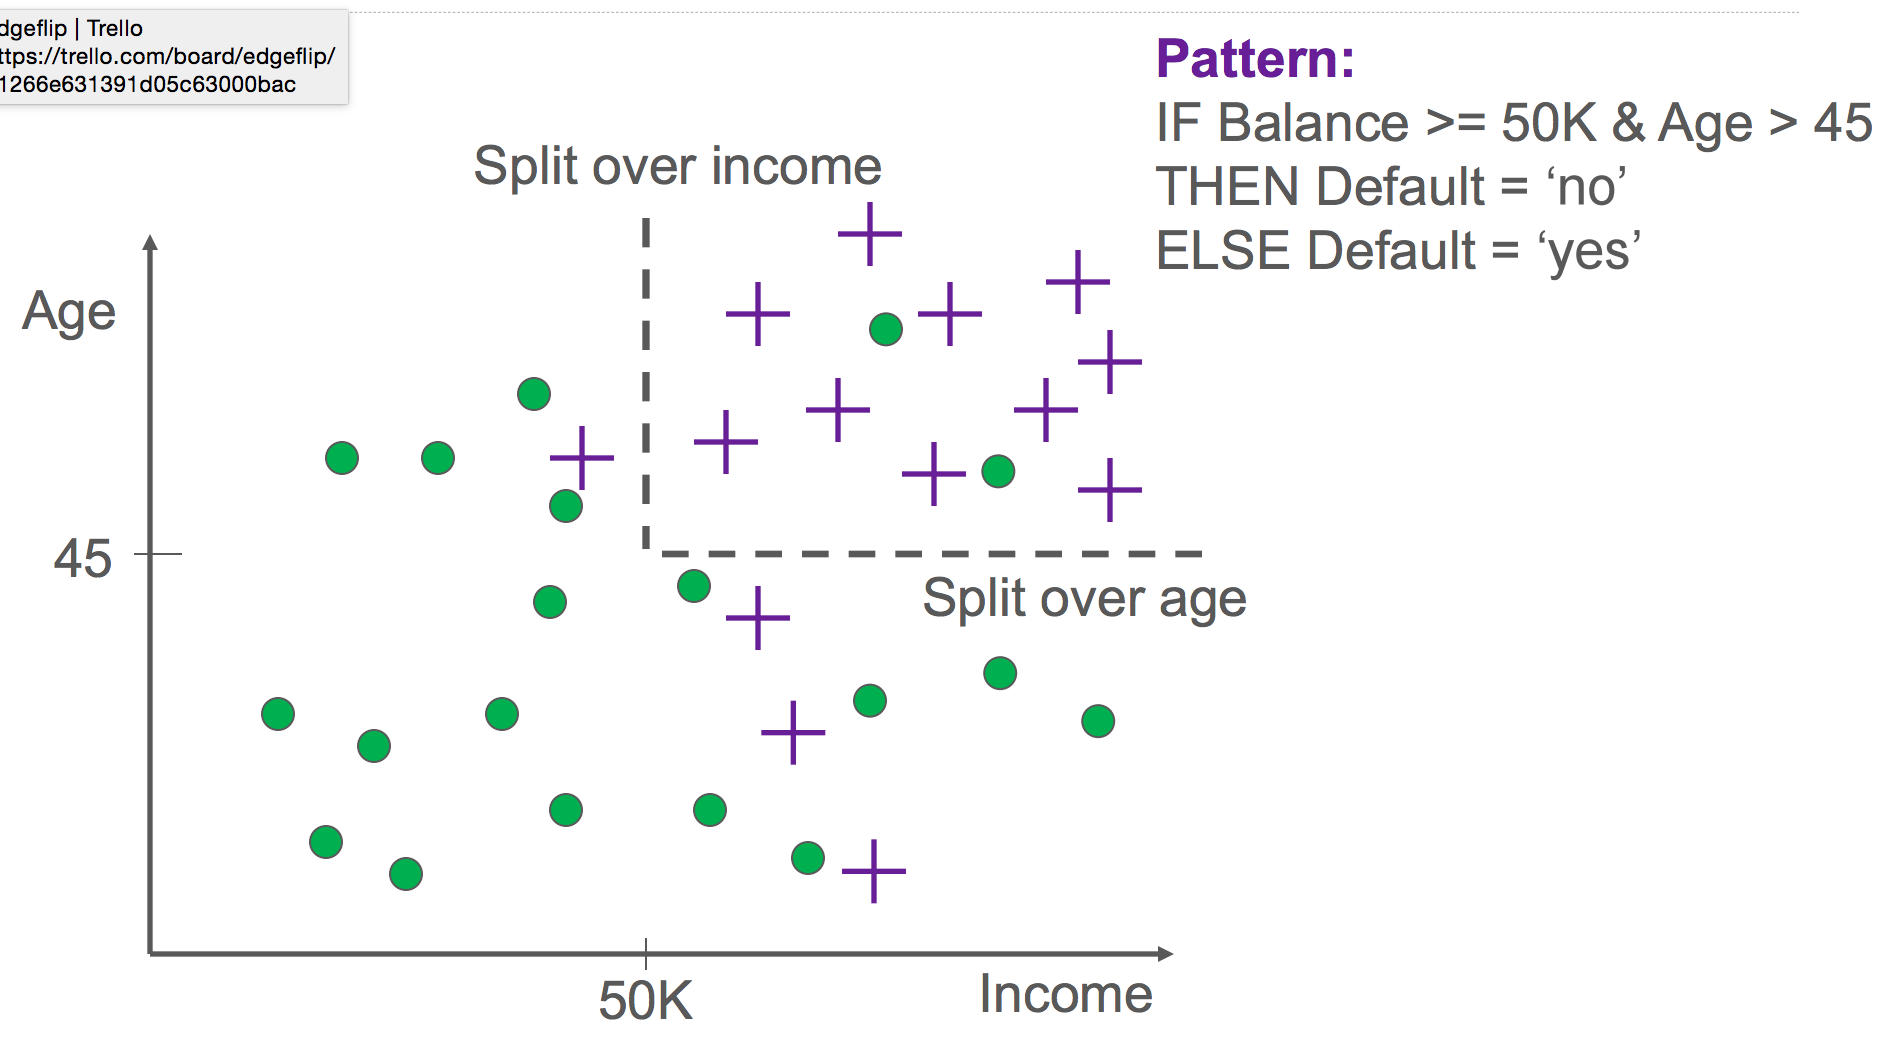 dgeflip | Trello
ttps://trello.com/board/edgeflip/
1266e631391d05c63000bac
Pattern:
IF Balance >= 50K & Age > 45
THEN Default = ‘no’
ELSE Default = ‘yes’
Split over income
Age
45
Split over age
50K
Income